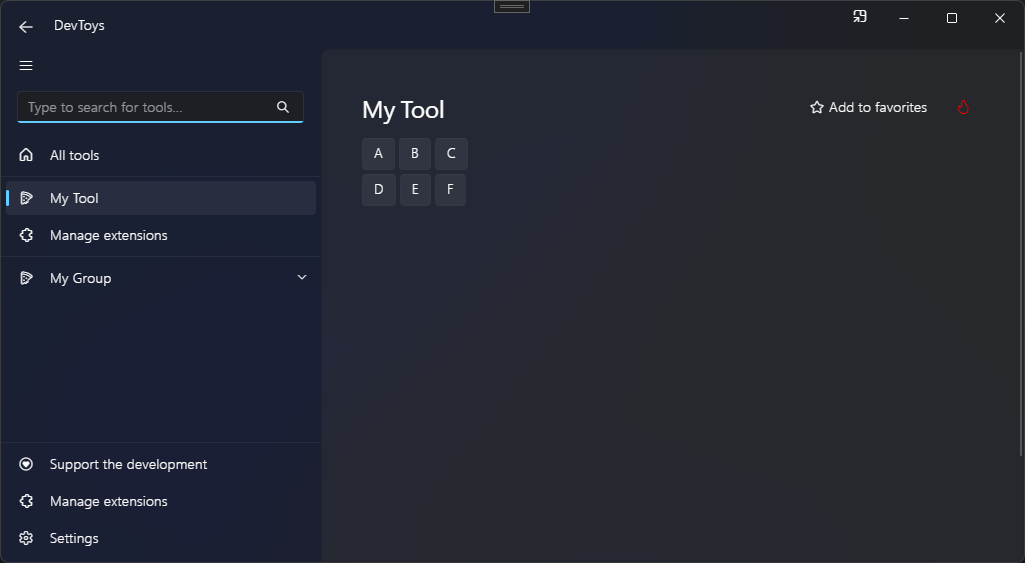 DevToys
Type to search for tools...
All tools
My Tool
Manage extensions
My Group
Support the development
Manage extensions
Settings
My Tool
Add to favorites
A B C
D E F